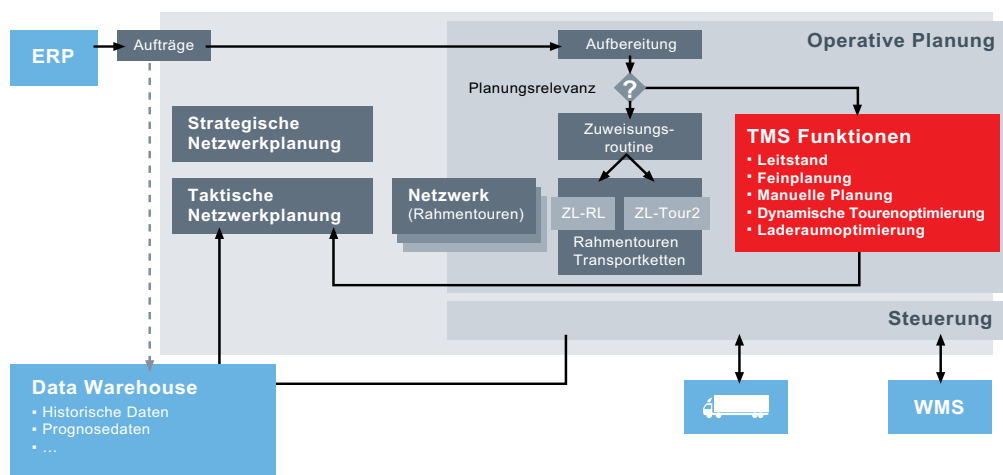 ERP
Aufträge
Aufbereitung
Operative Planung
Planungsrelevanz
?
Strategische
Netzwerkplanung
Zuweisungs-
routine
TMS Funktionen
▪ Leitstand
▪ Feinplanung
▪ Manuelle Planung
▪ Dynamische Tourenoptimierung
▪ Laderaumoptimierung
Taktische
Netzwerkplanung
Netzwerk
(Rahmentouren)
ZL-RL
ZL-Tour2
Rahmentouren
Transportketten
Steuerung
Data Warehouse
▪ Historische Daten
▪ Prognosedaten
▪ ...
WMS